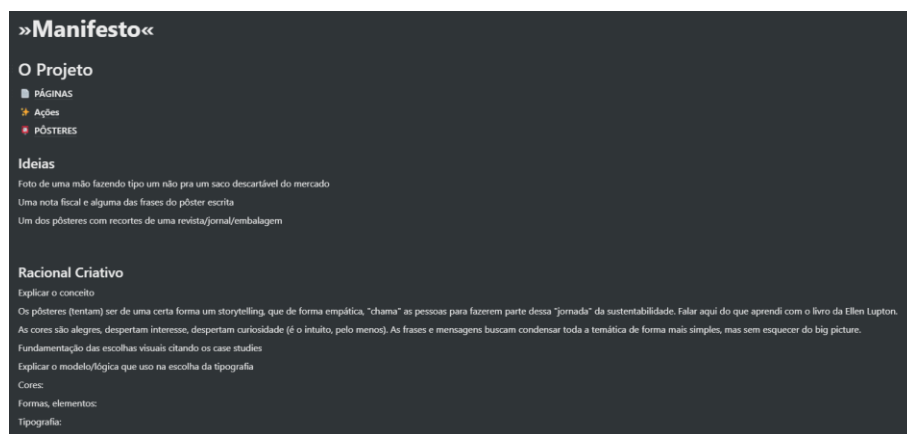 »Manifesto«
O Projeto
PÁGINAS
Ações
PÔSTERES
Ideias
Foto de uma mão fazendo tipo um não pra um saco descartável do mercado
Uma nota fiscal e alguma das frases do pôster escrita
Um dos pôsteres com recortes de uma revista/jornal/embalagem
Racional Criativo
Explicar o conceito
Os pôsteres (tentam) ser de uma certa forma um storytelling, que de forma empática, "chama" as pessoas para fazerem parte dessa "jornada" da sustentabilidade. Falar aqui do que aprendi com o livro da Ellen Lupton.
As cores são alegres, despertam interesse, despertam curiosidade (é o intuito, pelo menos). As frases e mensagens buscam condensar toda a temática de forma mais simples, mas sem esquecer do big picture.
Fundamentação das escolhas visuais citando os case studies
Explicar o modelo/lógica que uso na escolha da tipografia
Cores:
Formas, elementos:
Tipografia: